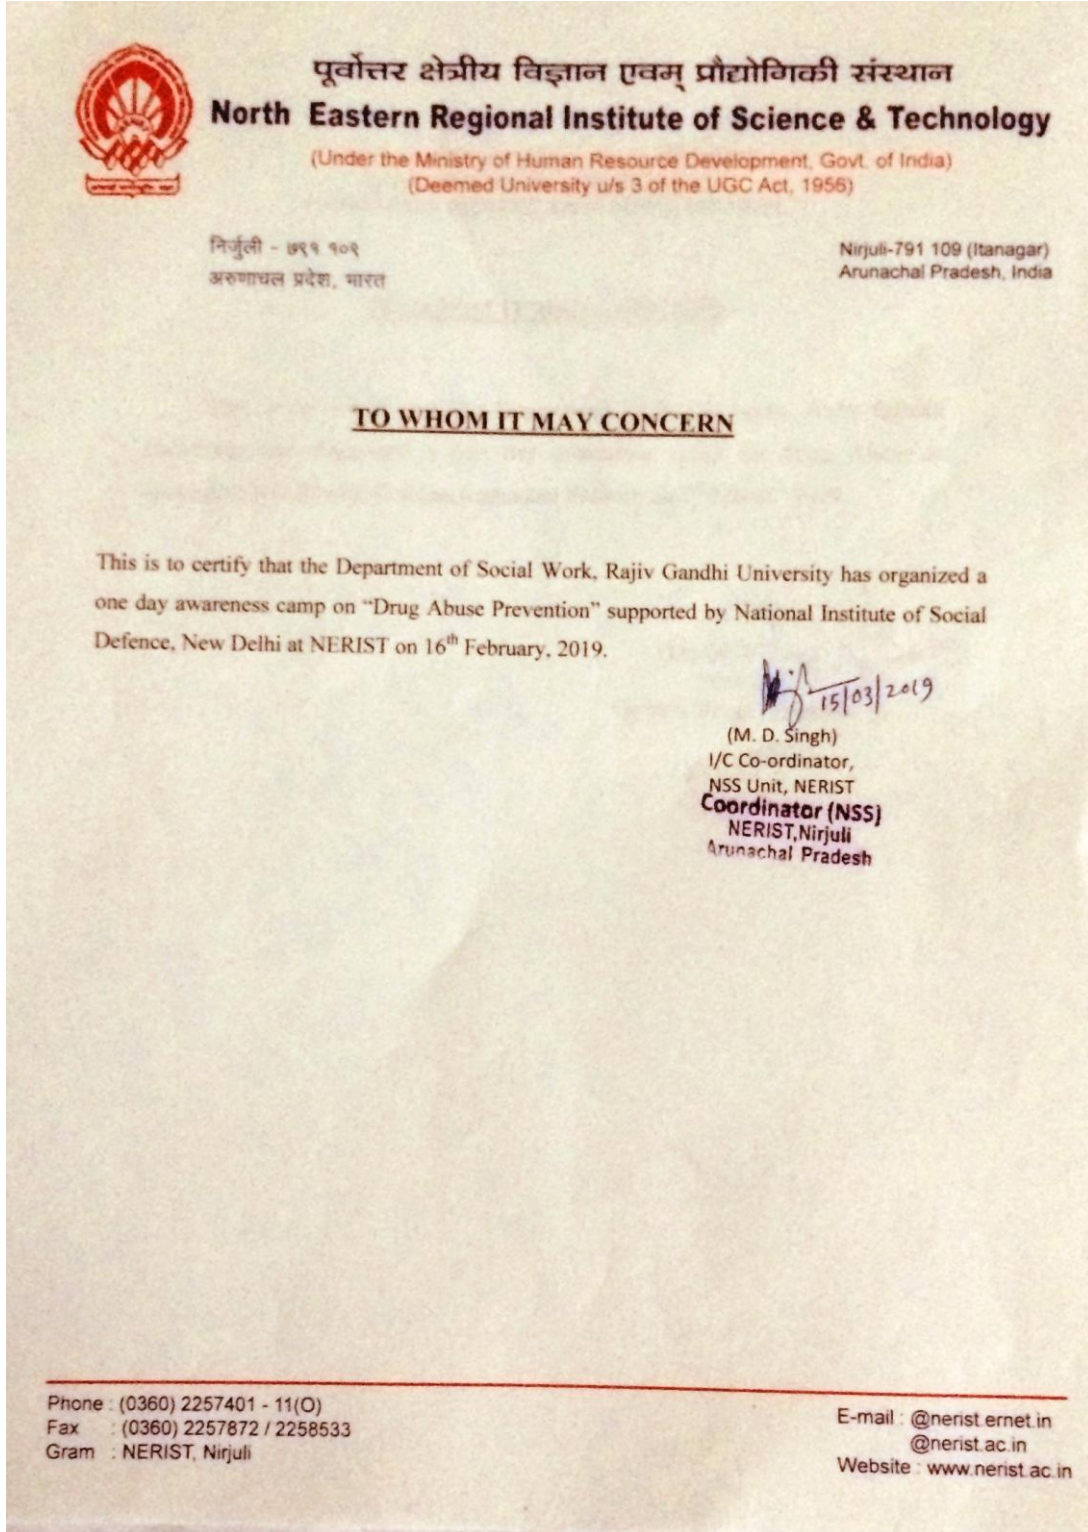 पूर्वोत्तर क्षेत्रीय विज्ञान एवम् प्रौद्योगिकी संस्थान
North Eastern Regional Institute of Science & Technology
(Under the Ministry of Human Resource Development, Govt. of India)
(Deemed University u/s 3 of the UGC Act, 1956)
निर्जुली - ७९१ १०९
अरुणाचल प्रदेश, भारत
Nirjuli-791 109 (Itanagar)
Arunachal Pradesh, India
TO WHOM IT MAY CONCERN
This is to certify that the Department of Social Work, Rajiv Gandhi University has organized a
one day awareness camp on “Drug Abuse Prevention” supported by National Institute of Social
Defence, New Delhi at NERIST on 16th February, 2019.
15/03/2019
(M. D. Singh)
I/C Co-ordinator,
NSS Unit, NERIST
Coordinator (NSS)
NERIST,Nirjuli
Arunachal Pradesh
Phone : (0360) 2257401 - 11(O)
Fax : (0360) 2257872 / 2258533
Gram : NERIST, Nirjuli
E-mail : @nerist.ernet.in
@nerist.ac.in
Website : www.nerist.ac.in